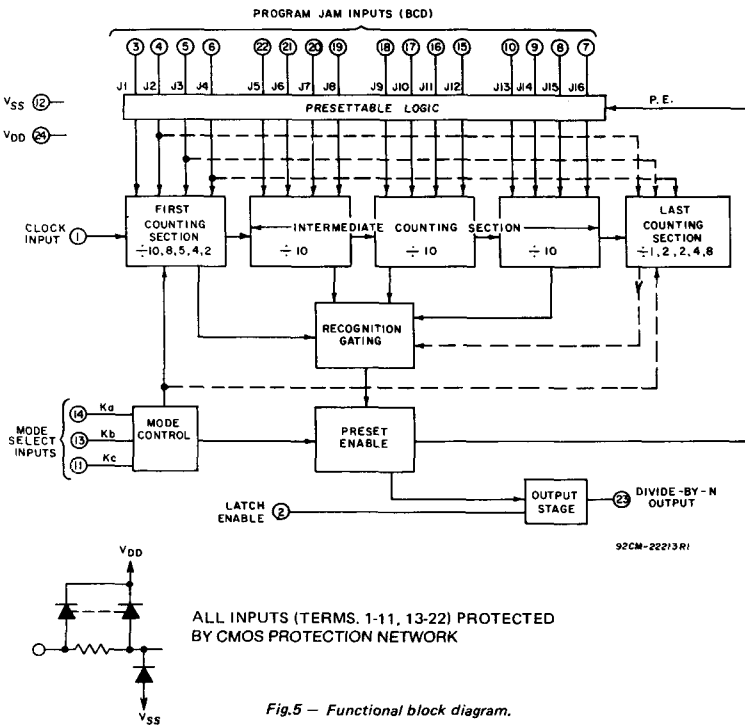 PROGRAM JAM INPUTS (BCD)
3 4 5 6 22 21 20 19 18 17 16 15 10 9 8 7
J1 J2 J3 J4 J5 J6 J7 J8 J9 J10 J11 J12 J13 J14 J15 J16
PRESETTABLE LOGIC
P.E.
VSS 12
VDD 24
CLOCK
INPUT 1
FIRST
COUNTING
SECTION
÷10,8,5,4,2
INTERMEDIATE COUNTING SECTION
÷10
÷10
÷10
LAST
COUNTING
SECTION
÷1,2,2,4,8
RECOGNITION
GATING
MODE
SELECT
INPUTS
14 Ka
13 Kb
11 Kc
MODE
CONTROL
PRESET
ENABLE
LATCH
ENABLE 2
OUTPUT
STAGE
23 DIVIDE-BY-N
OUTPUT
92CM-22213R1
VDD
VSS
ALL INPUTS (TERMS. 1-11, 13-22) PROTECTED
BY CMOS PROTECTION NETWORK
Fig.5 — Functional block diagram.